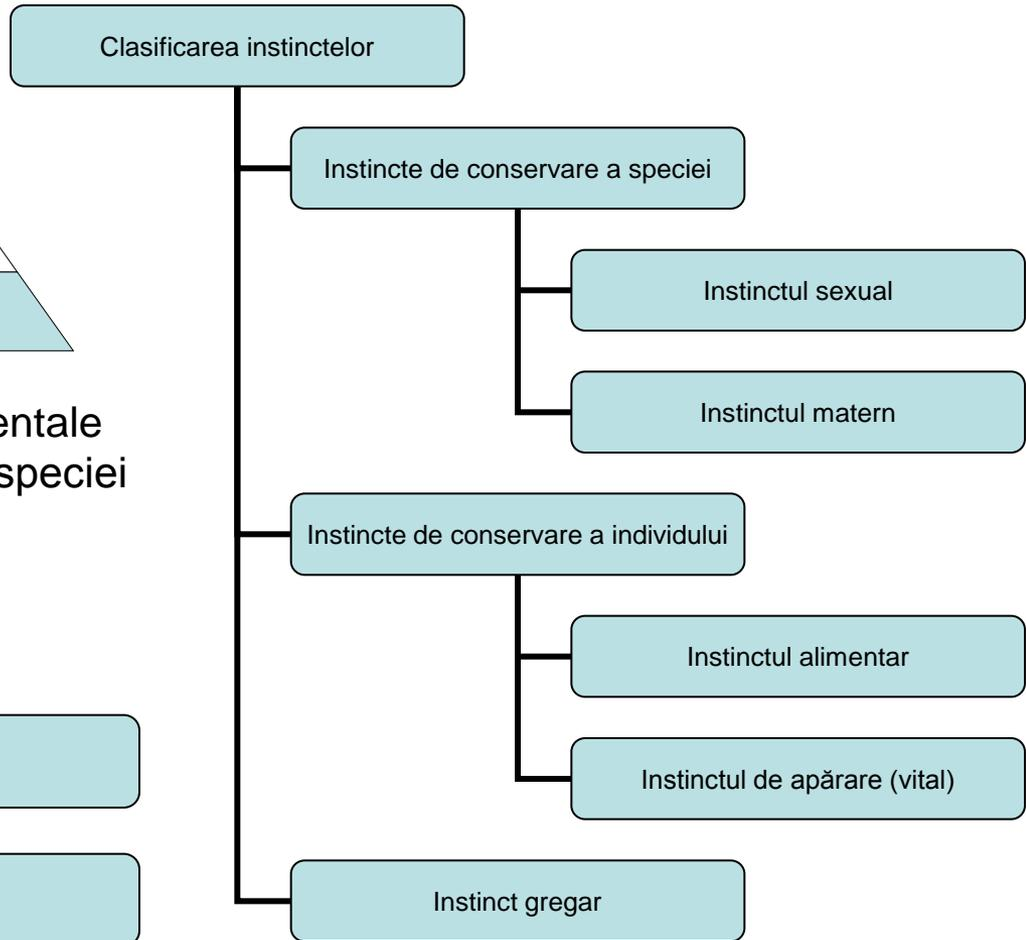 Clasificarea instinctelor
Instincte de conservare a speciei
Instinctul sexual
Instinctul matern
entale
speciei
Instincte de conservare a individului
Instinctul alimentar
Instinctul de apărare (vital)
Instinct gregar